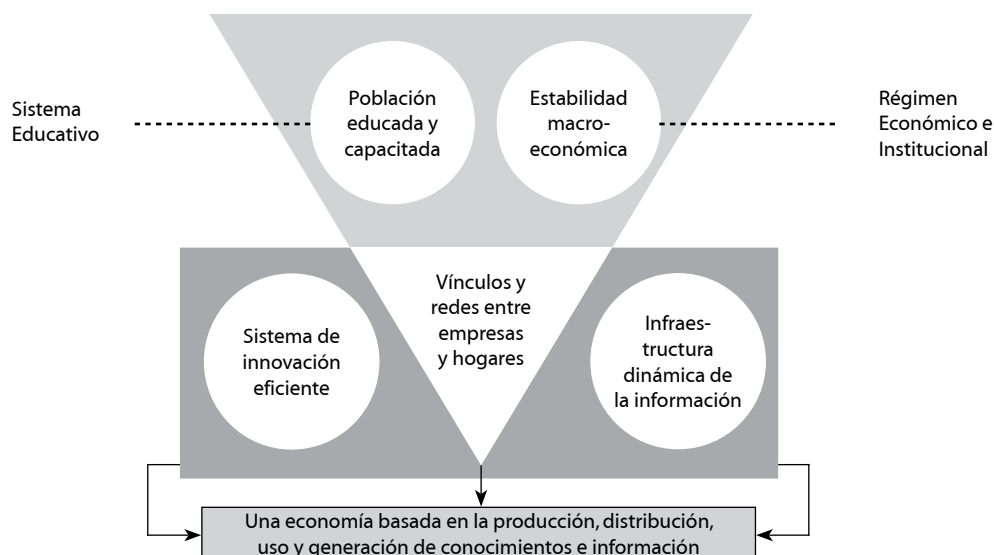 Sistema
Educativo
Población
educada y
capacitada
Estabilidad
macro-
económica
Régimen
Económico e
Institucional
Sistema de
innovación
eficiente
Vínculos y
redes entre
empresas
y hogares
Infraes-
tructura
dinámica de
la información
Una economía basada en la producción, distribución,
uso y generación de conocimientos e información